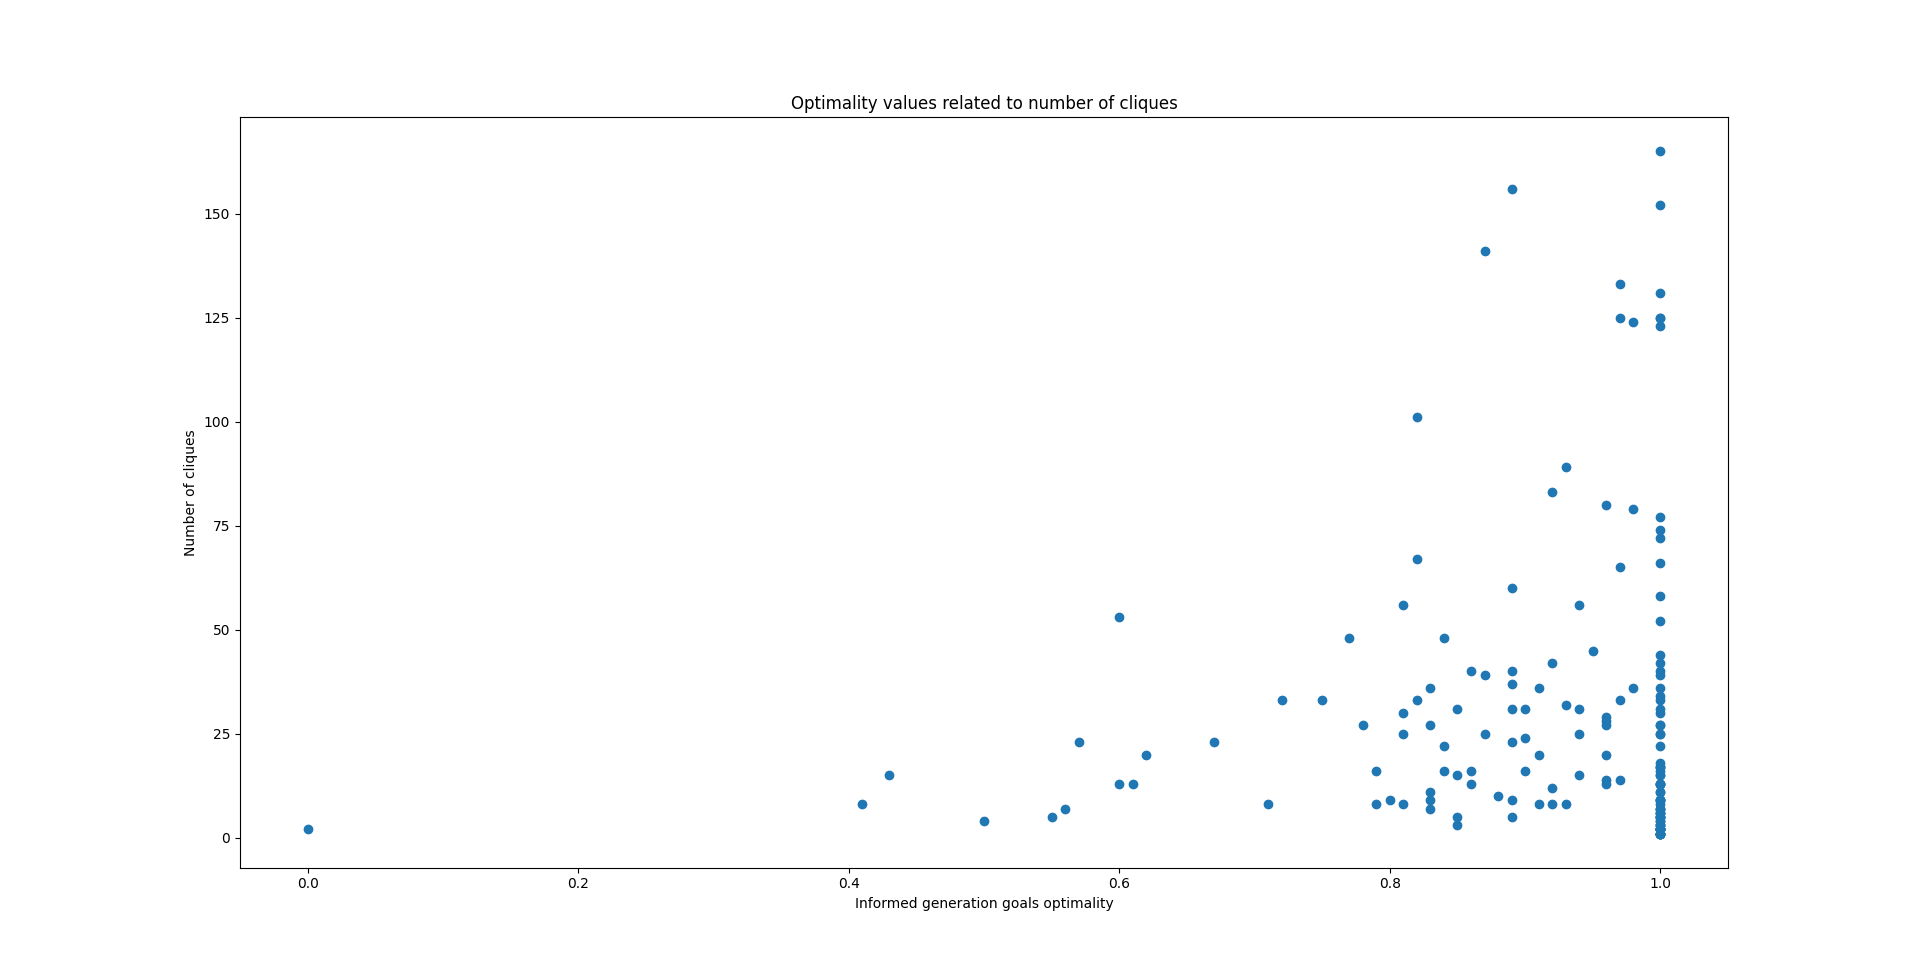 Optimality values related to number of cliques
150
125
100
75
50
25
0
Number of cliques
0.0 0.2 0.4 0.6 0.8 1.0
Informed generation goals optimality